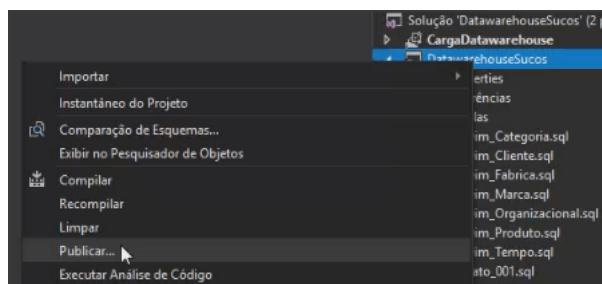 Solução 'DatawarehouseSucos' (2
CargaDatawarehouse
DatawarehouseSucos
Importar
Instantâneo do Projeto
Comparação de Esquemas...
Exibir no Pesquisador de Objetos
Compilar
Recompilar
Limpar
Publicar...
Executar Análise de Código
erties
rências
las
im_Categoria.sql
im_Cliente.sql
im_Fabrica.sql
im_Marca.sql
im_Organizacional.sql
im_Produto.sql
im_Tempo.sql
ato_001.sql